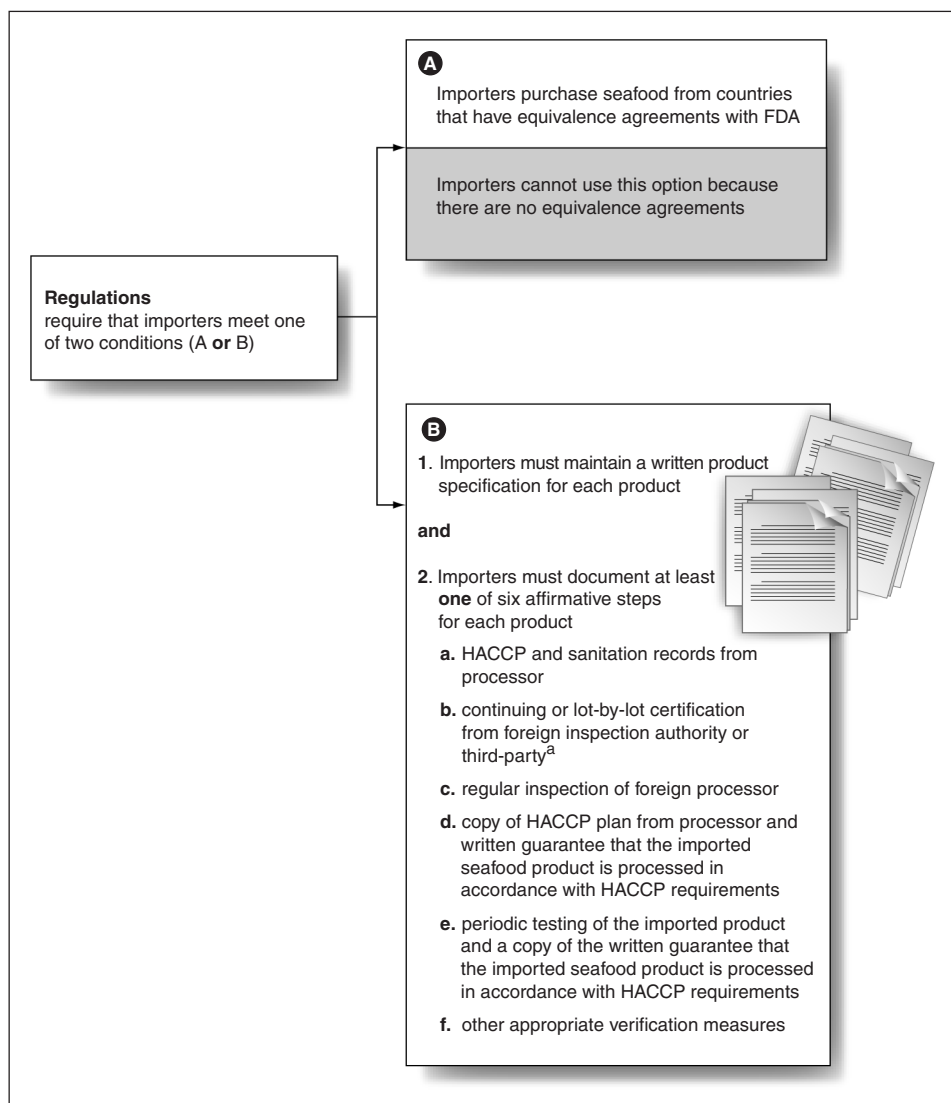 A
Importers purchase seafood from countries
that have equivalence agreements with FDA
Importers cannot use this option because
there are no equivalence agreements
Regulations
require that importers meet one
of two conditions (A or B)
B
1. Importers must maintain a written product
specification for each product
and
2. Importers must document at least
one of six affirmative steps
for each product
a. HACCP and sanitation records from
processor
b. continuing or lot-by-lot certification
from foreign inspection authority or
third-partyᵃ
c. regular inspection of foreign processor
d. copy of HACCP plan from processor and
written guarantee that the imported
seafood product is processed in
accordance with HACCP requirements
e. periodic testing of the imported product
and a copy of the written guarantee that
the imported seafood product is processed
in accordance with HACCP requirements
f. other appropriate verification measures